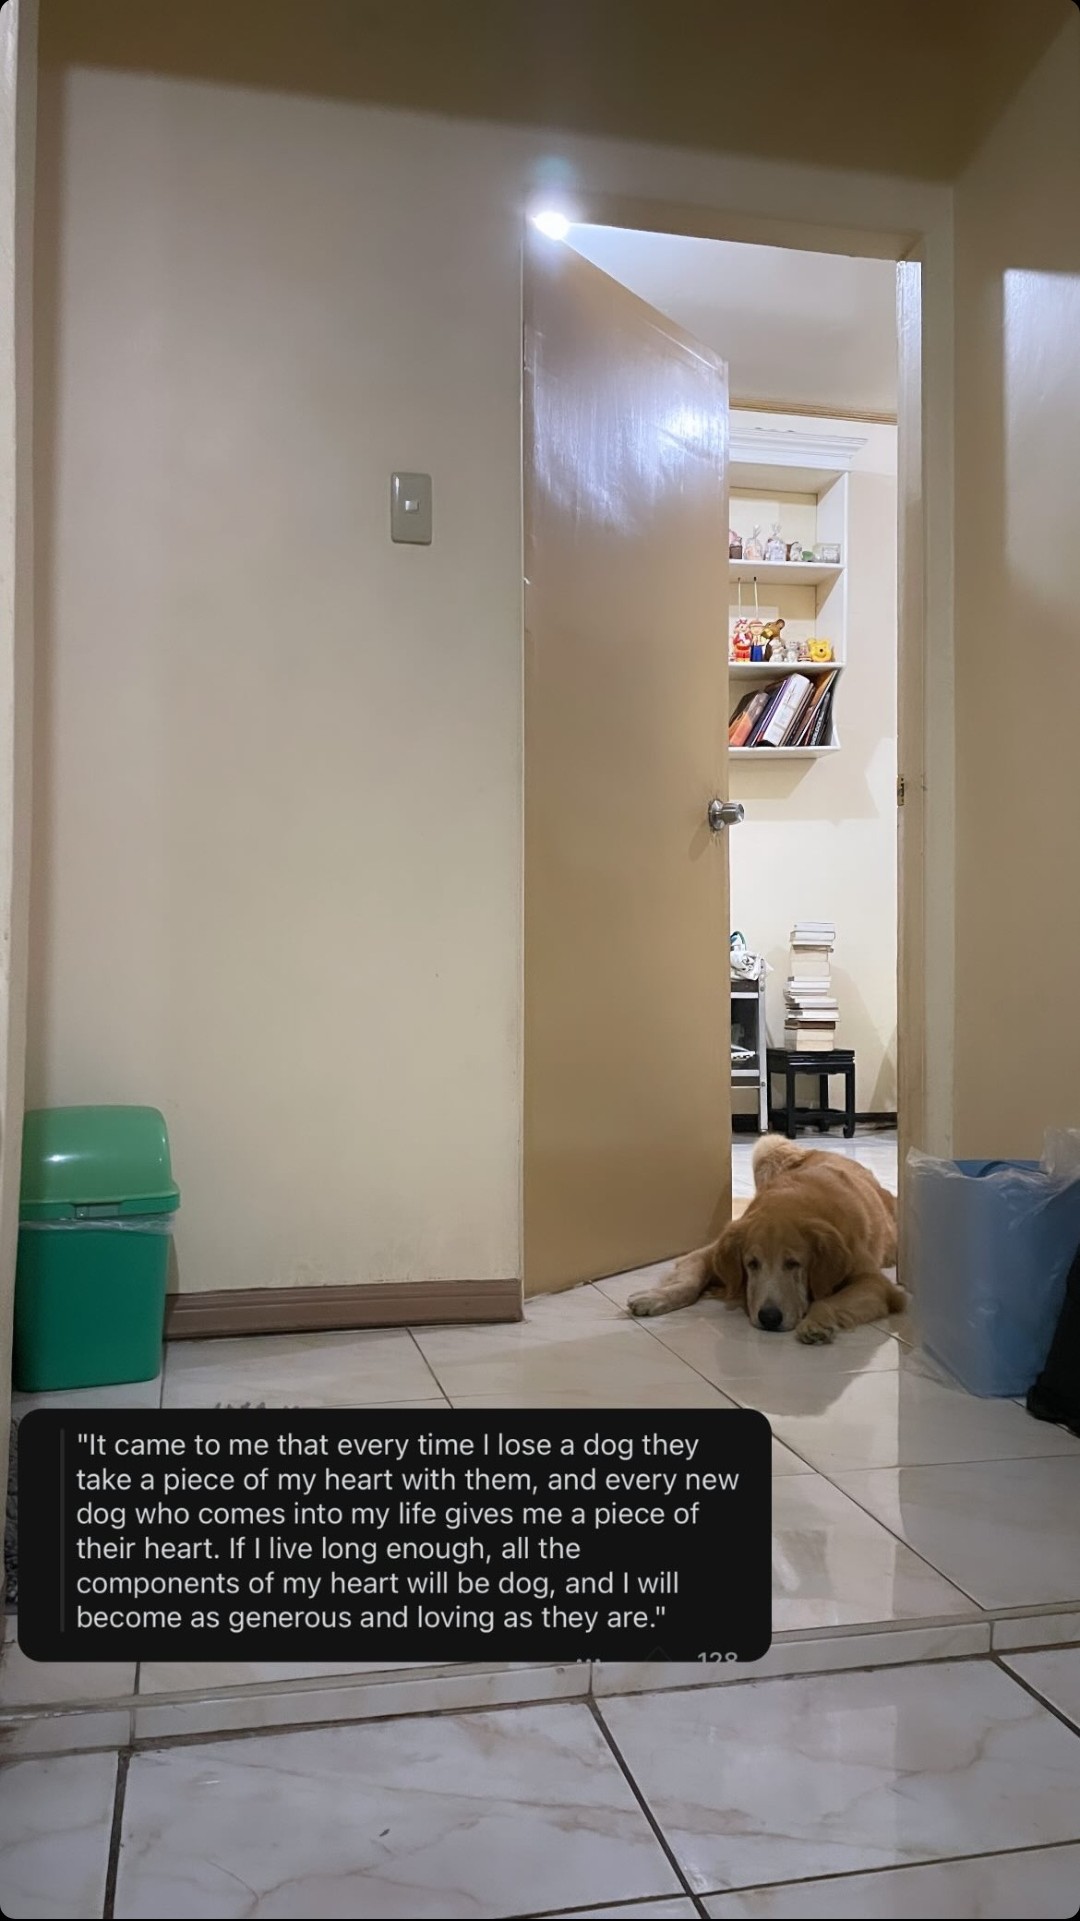 "It came to me that every time I lose a dog they
take a piece of my heart with them, and every new
dog who comes into my life gives me a piece of
their heart. If I live long enough, all the
components of my heart will be dog, and I will
become as generous and loving as they are."
128